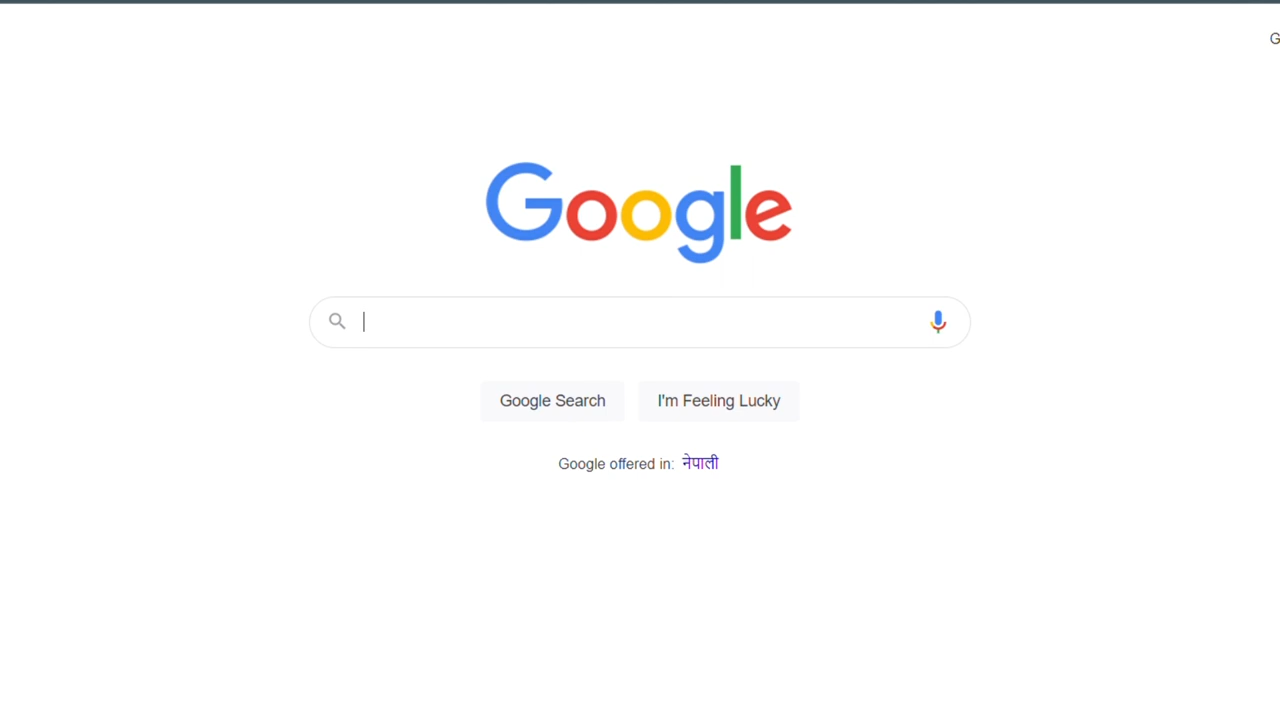 G
Google
Google Search
I'm Feeling Lucky
Google offered in: नेपाली